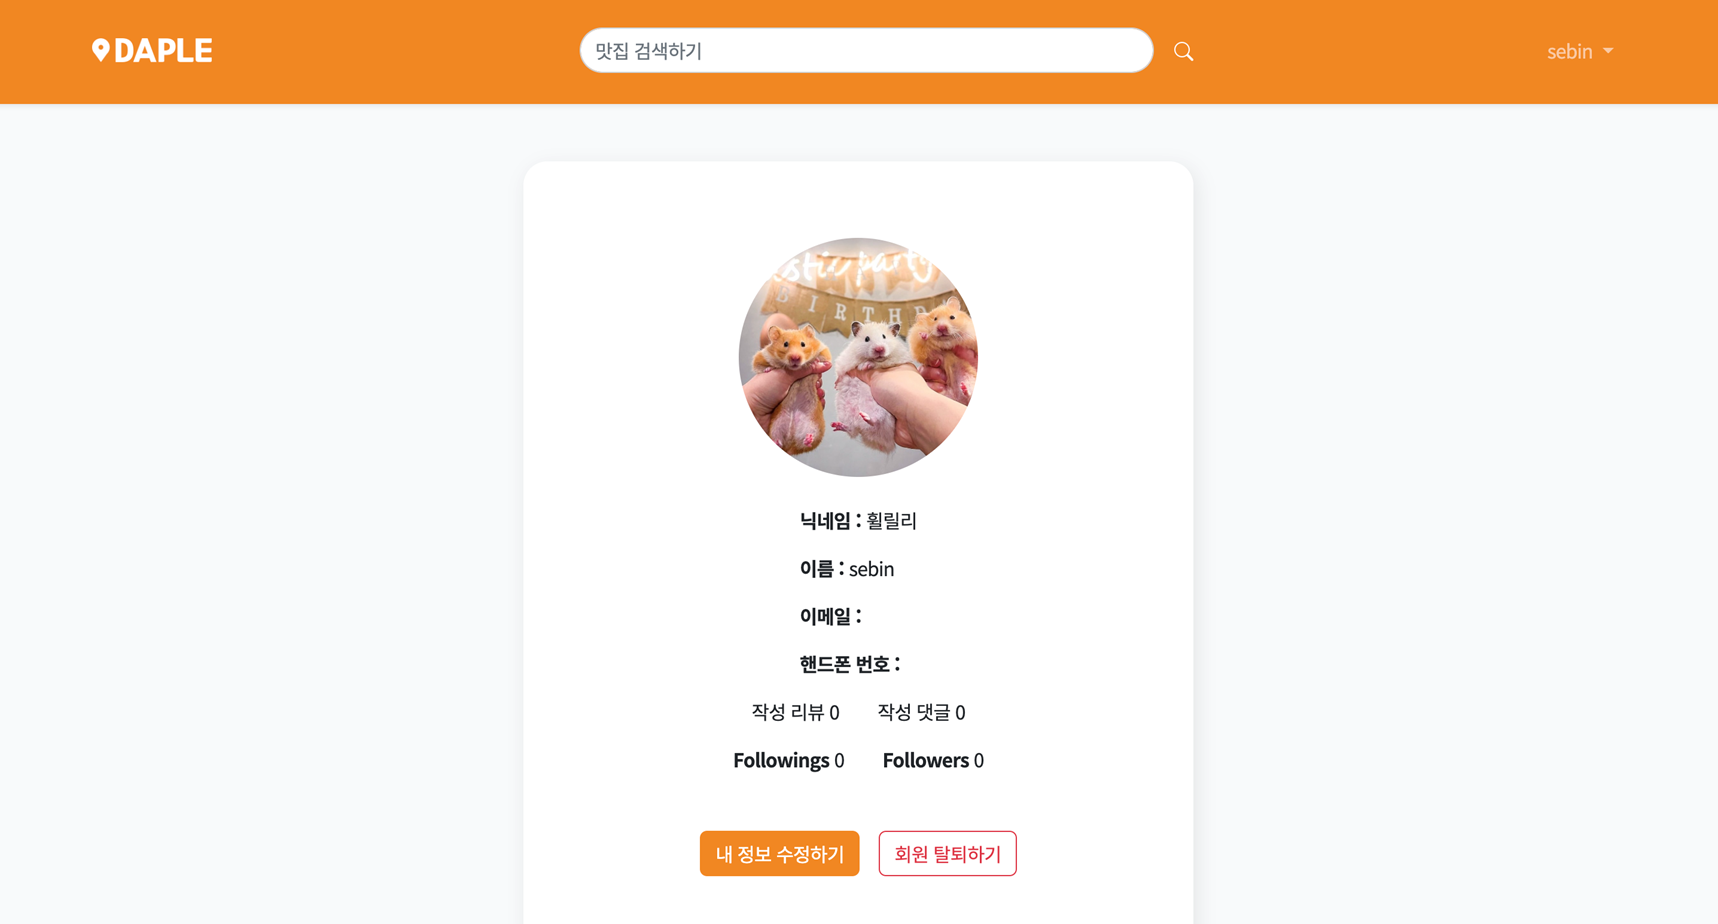 DAPLE
맛집 검색하기
sebin
stic party
BIRTHD
닉네임 : 휠릴리
이름 : sebin
이메일 :
핸드폰 번호 :
작성 리뷰 0 작성 댓글 0
Followings 0 Followers 0
내 정보 수정하기 회원 탈퇴하기